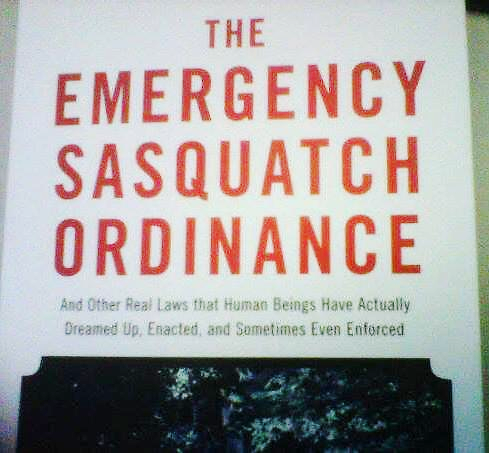 THE
EMERGENCY
SASQUATCH
ORDINANCE
And Other Real Laws that Human Beings Have Actually
Dreamed Up, Enacted, and Sometimes Even Enforced